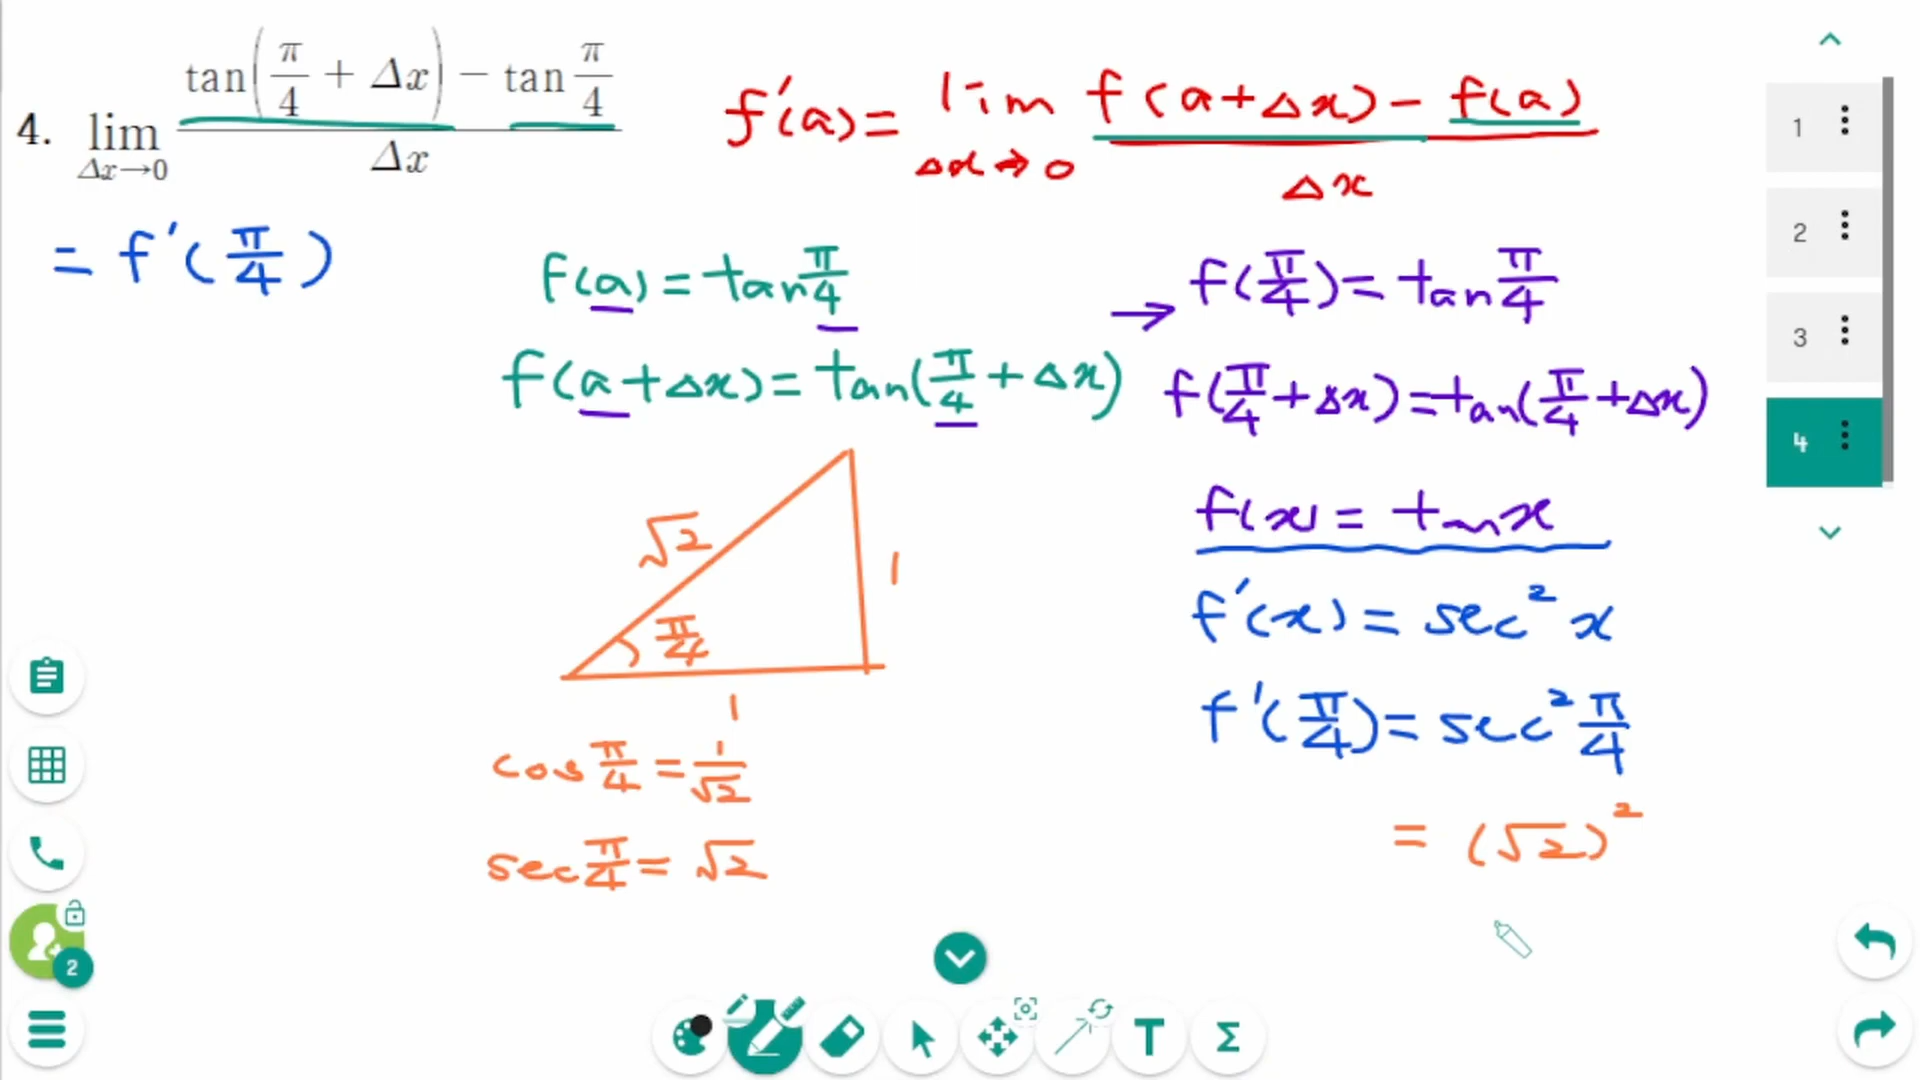 4. lim Δx→0 (tan(π/4 + Δx) − tan π/4) / Δx
f'(a) = lim Δx→0 (f(a+Δx) − f(a)) / Δx
= f'(π/4)
f(a) = tan π/4
→ f(π/4) = tan π/4
f(a+Δx) = tan(π/4 + Δx)
f(π/4 + Δx) = tan(π/4 + Δx)
f(x) = tan x
√2
1
π/4
1
f'(x) = sec² x
f'(π/4) = sec² π/4
cos π/4 = 1/√2
= (√2)²
sec π/4 = √2
1
2
3
4
2
T
Σ